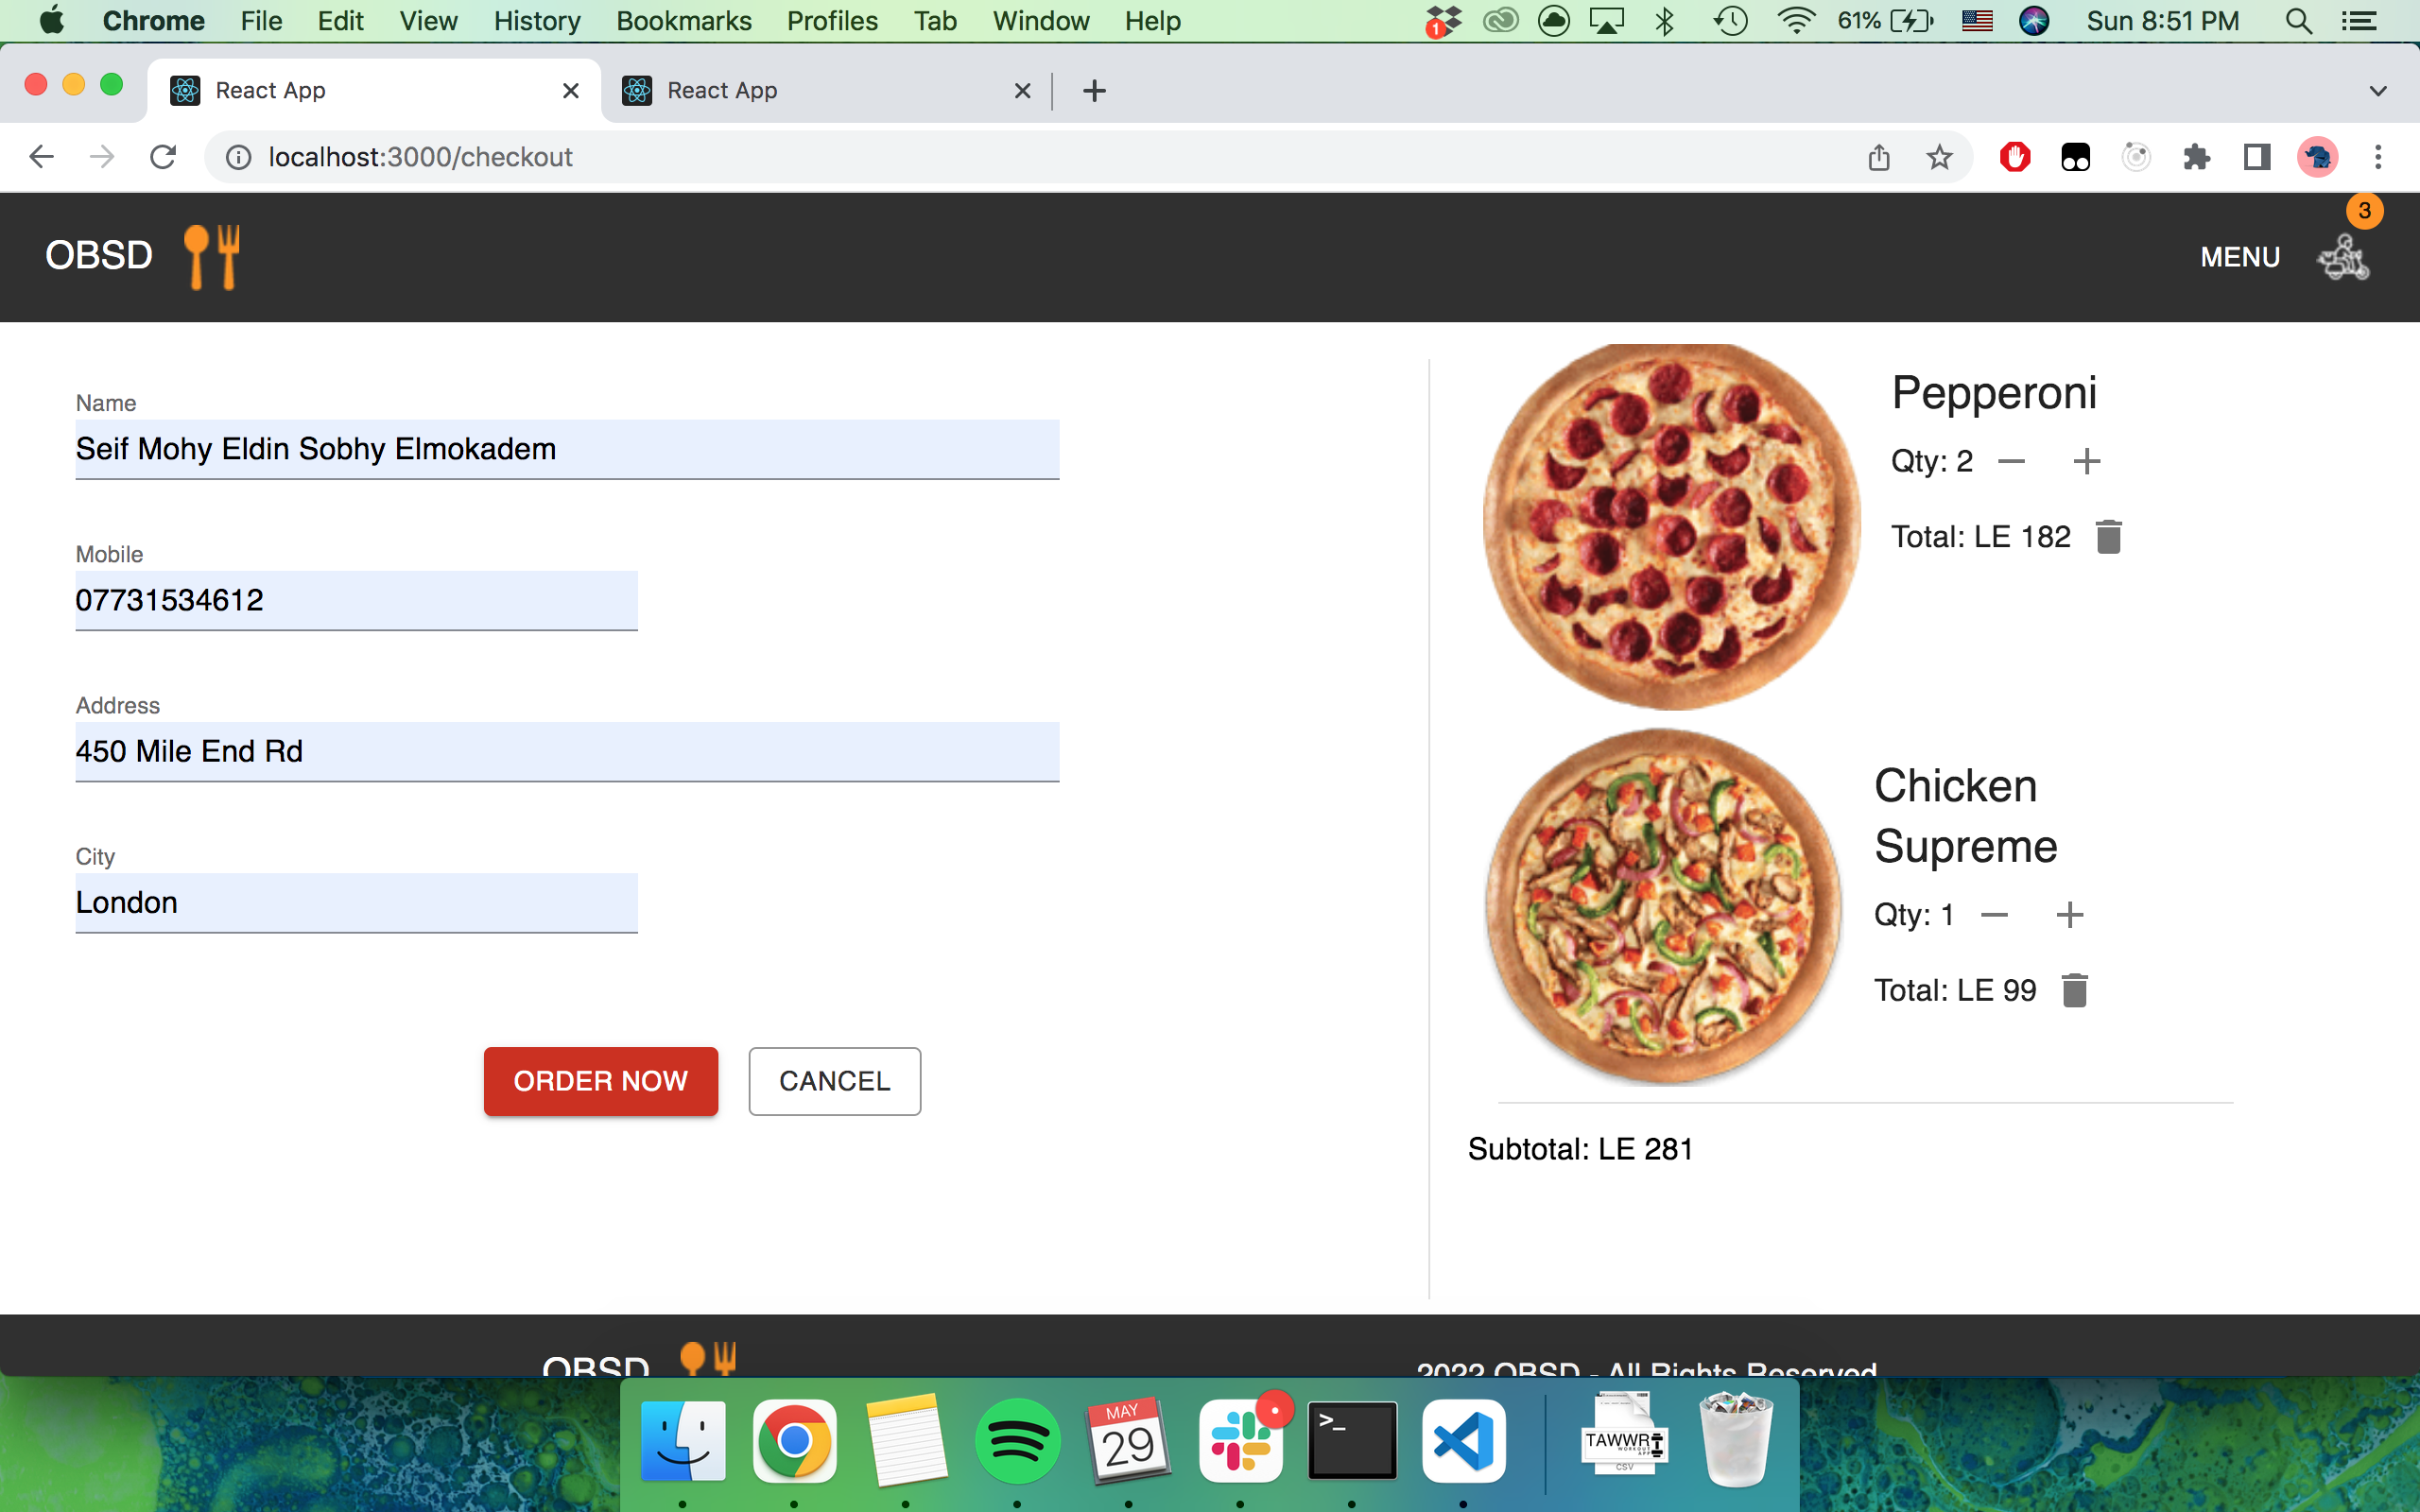 Chrome File Edit View History Bookmarks Profiles Tab Window Help
1
61%
Sun 8:51 PM
React App
React App
localhost:3000/checkout
OBSD
MENU
3
Name
Seif Mohy Eldin Sobhy Elmokadem
Mobile
07731534612
Address
450 Mile End Rd
City
London
ORDER NOW
CANCEL
Pepperoni
Qty: 2
Total: LE 182
Chicken
Supreme
Qty: 1
Total: LE 99
Subtotal: LE 281
OBSD
2022 OBSD - All Rights Reserved
MAY
29
>_
TAWWR
WORKOUT APP
CSV